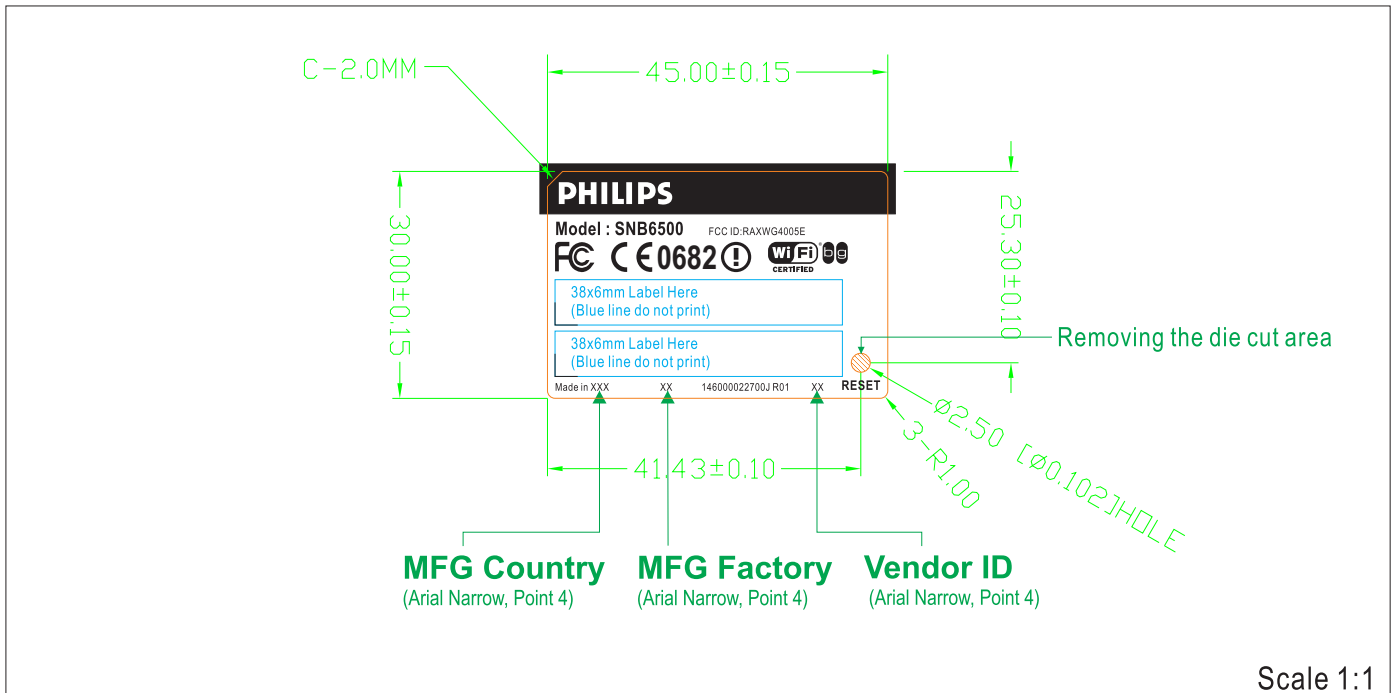 C-2.0MM
45.00±0.15
PHILIPS
Model : SNB6500 FCC ID:RAXWG4005E
FC CE0682 Wi Fi bg
CERTIFIED
30.00±0.15
25.30±0.10
38x6mm Label Here
(Blue line do not print)
38x6mm Label Here
(Blue line do not print)
Removing the die cut area
Made in XXX XX 146000022700J R01 XX RESET
Ø2.50 [Ø0.102]HOLE
3-R1.00
41.43±0.10
MFG Country MFG Factory Vendor ID
(Arial Narrow, Point 4) (Arial Narrow, Point 4) (Arial Narrow, Point 4)
Scale 1:1